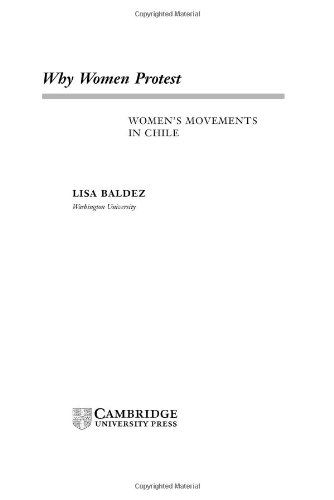 Copyrighted Material
Why Women Protest
WOMEN'S MOVEMENTS
IN CHILE
LISA BALDEZ
Washington University
CAMBRIDGE
UNIVERSITY PRESS
Copyrighted Material